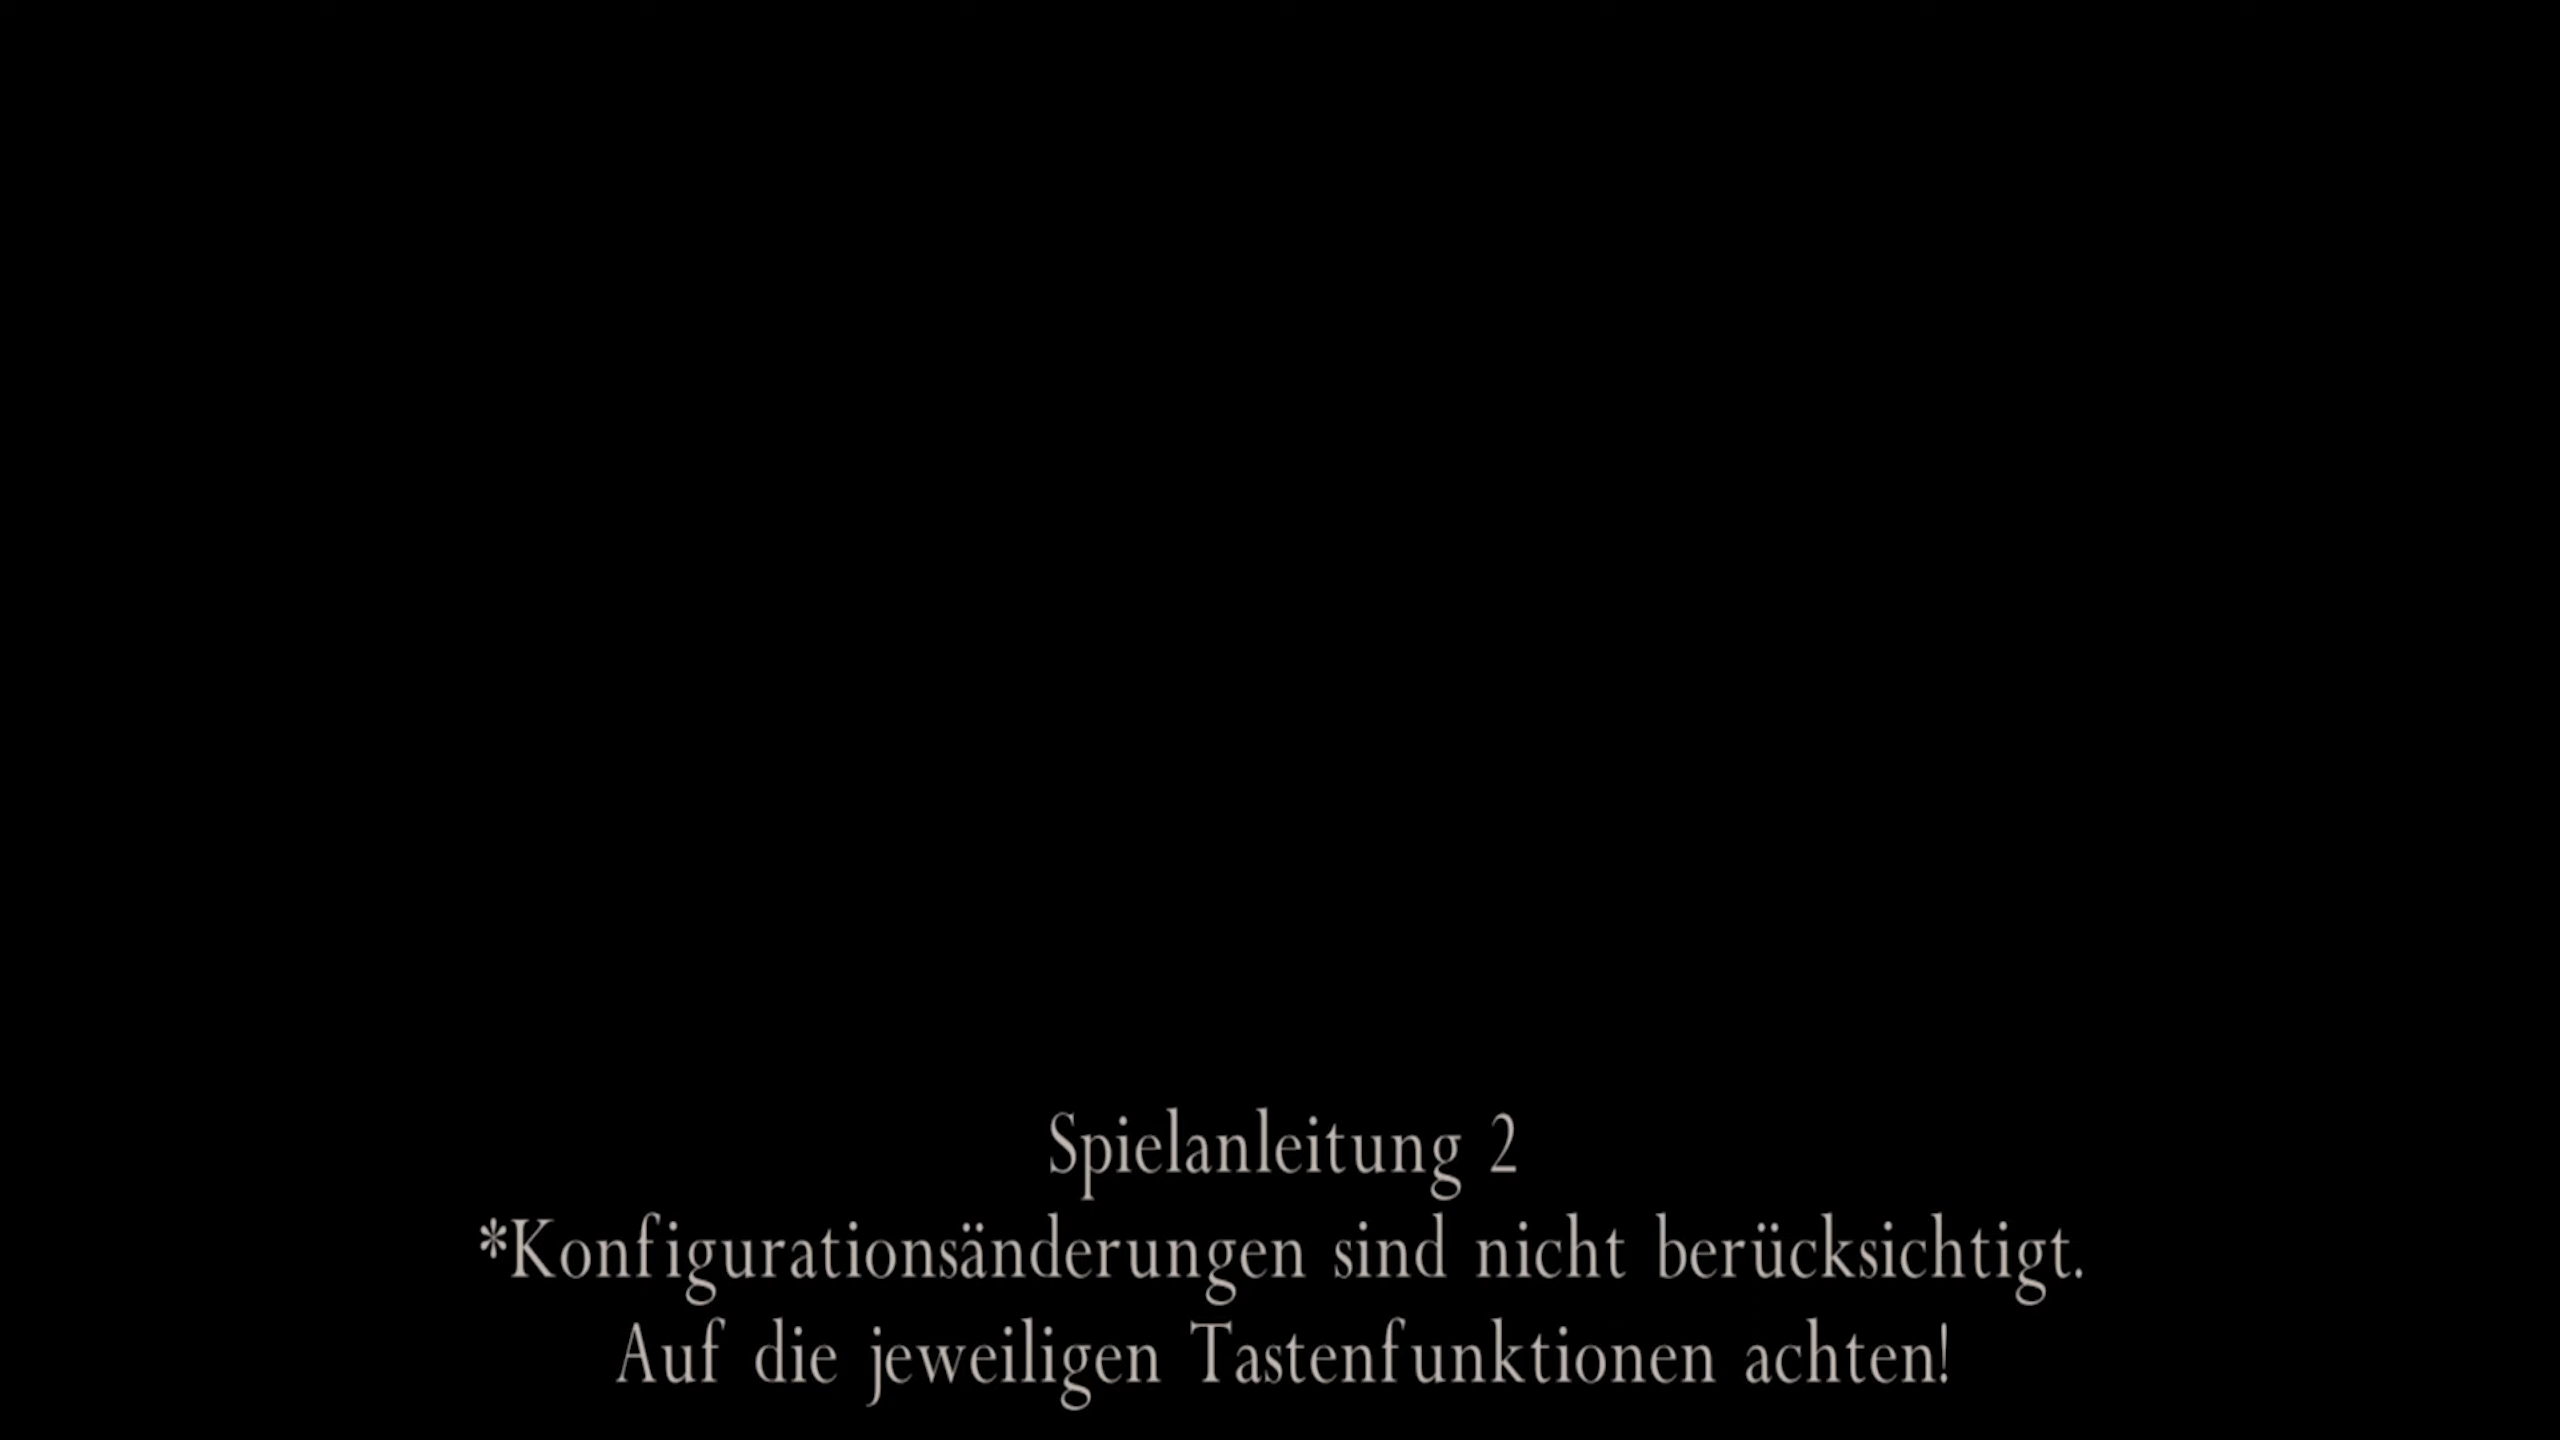 Spielanleitung 2
*Konfigurationsänderungen sind nicht berücksichtigt.
Auf die jeweiligen Tastenfunktionen achten!